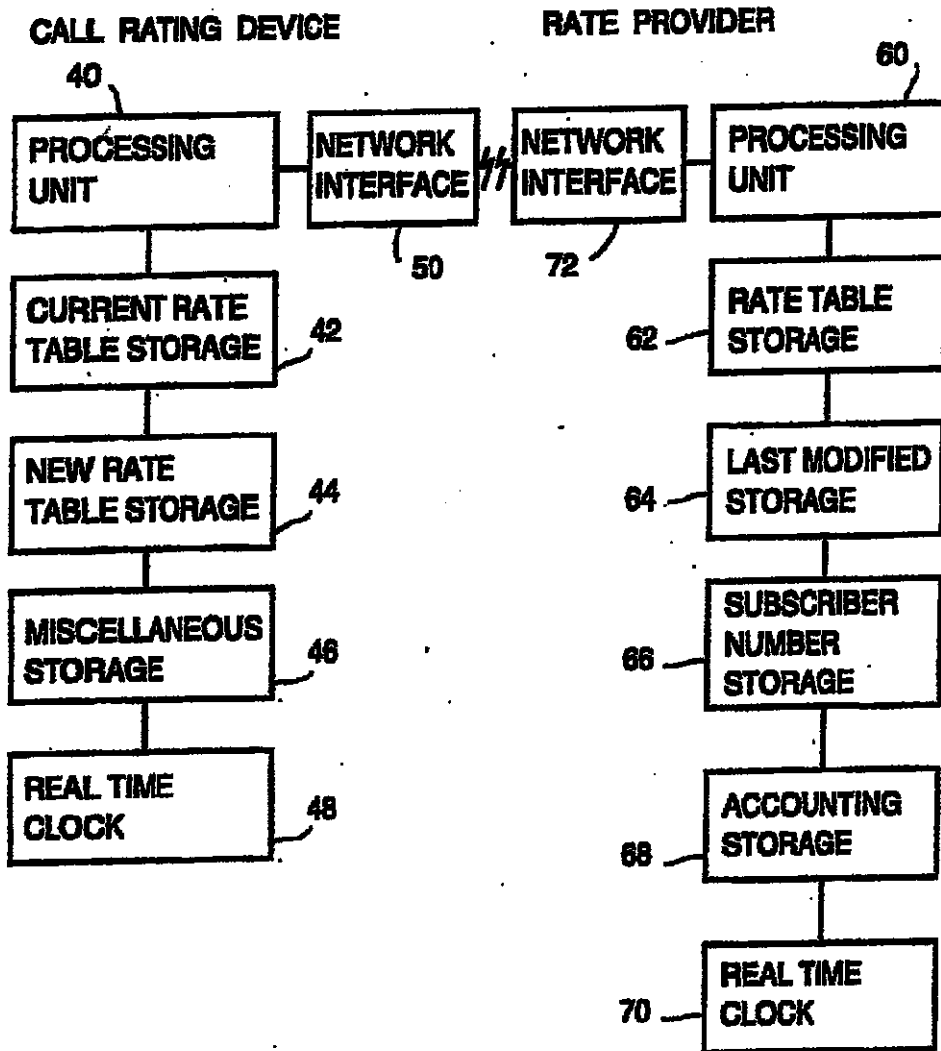 CALL RATING DEVICE
RATE PROVIDER
40
60
PROCESSING
UNIT
NETWORK
INTERFACE
NETWORK
INTERFACE
PROCESSING
UNIT
50
72
CURRENT RATE
TABLE STORAGE
42
RATE TABLE
STORAGE
62
NEW RATE
TABLE STORAGE
44
LAST MODIFIED
STORAGE
64
MISCELLANEOUS
STORAGE
46
SUBSCRIBER
NUMBER
STORAGE
66
REAL TIME
CLOCK
48
ACCOUNTING
STORAGE
68
REAL TIME
CLOCK
70